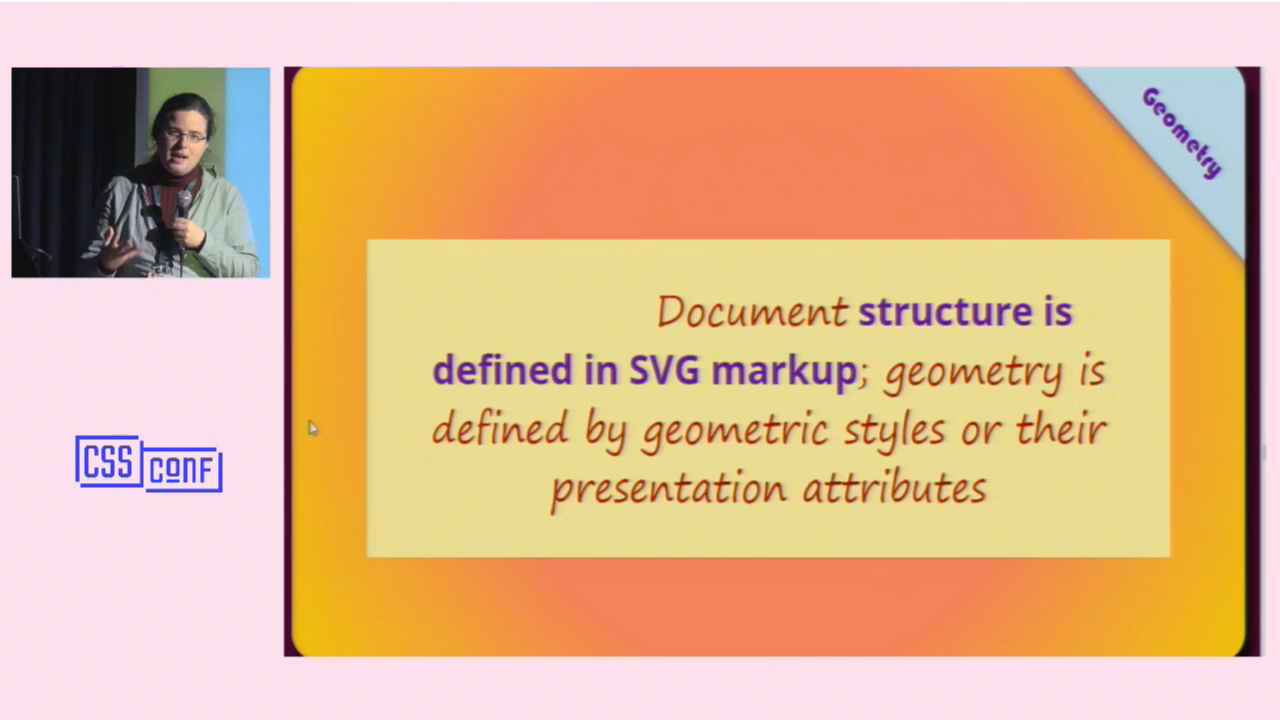 Geometry
Document structure is
defined in SVG markup; geometry is
defined by geometric styles or their
presentation attributes
CSS
CONF